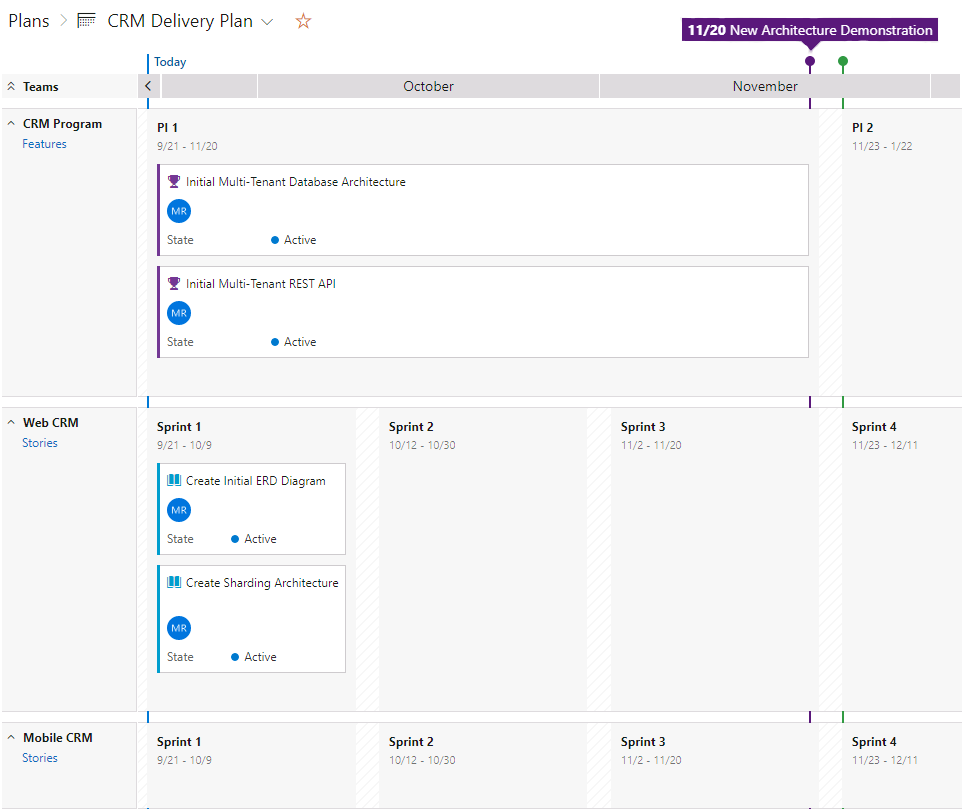 Plans
CRM Delivery Plan
11/20 New Architecture Demonstration
Today
Teams
October
November
CRM Program
Features
PI 1
9/21 - 11/20
PI 2
11/23 - 1/22
Initial Multi-Tenant Database Architecture
MR
State
Active
Initial Multi-Tenant REST API
MR
State
Active
Web CRM
Stories
Sprint 1
9/21 - 10/9
Sprint 2
10/12 - 10/30
Sprint 3
11/2 - 11/20
Sprint 4
11/23 - 12/11
Create Initial ERD Diagram
MR
State
Active
Create Sharding Architecture
MR
State
Active
Mobile CRM
Stories
Sprint 1
9/21 - 10/9
Sprint 2
10/12 - 10/30
Sprint 3
11/2 - 11/20
Sprint 4
11/23 - 12/11